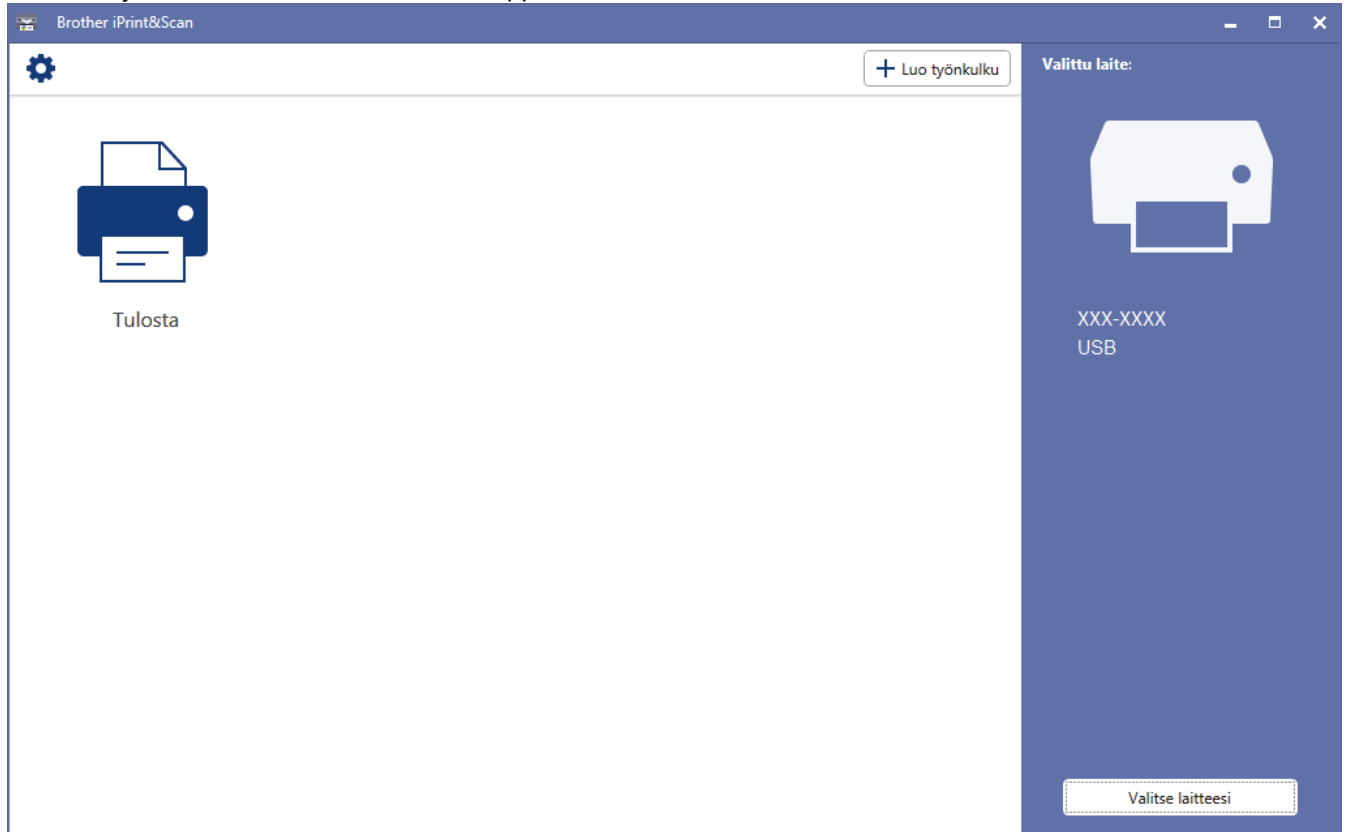 Brother iPrint&Scan
Luo työnkulku
Valittu laite:
Tulosta
XXX-XXXX
USB
Valitse laitteesi